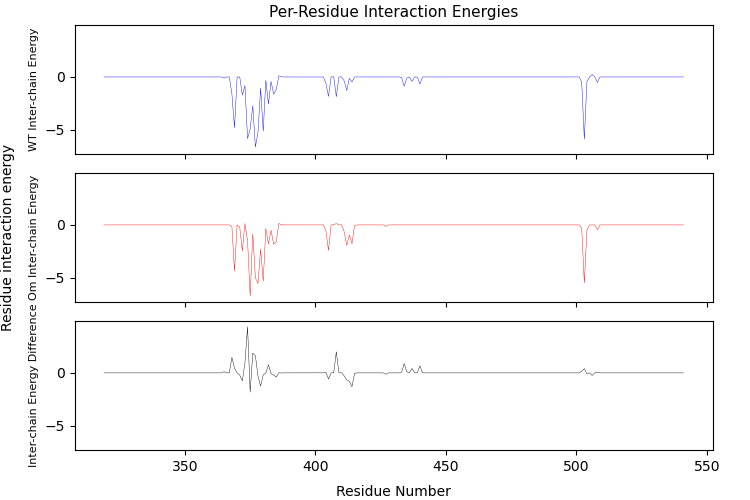 Per-Residue Interaction Energies
Residue interaction energy
WT Inter-chain Energy
0
−5
Om Inter-chain Energy
0
−5
Inter-chain Energy Difference
0
−5
350
400
450
500
550
Residue Number